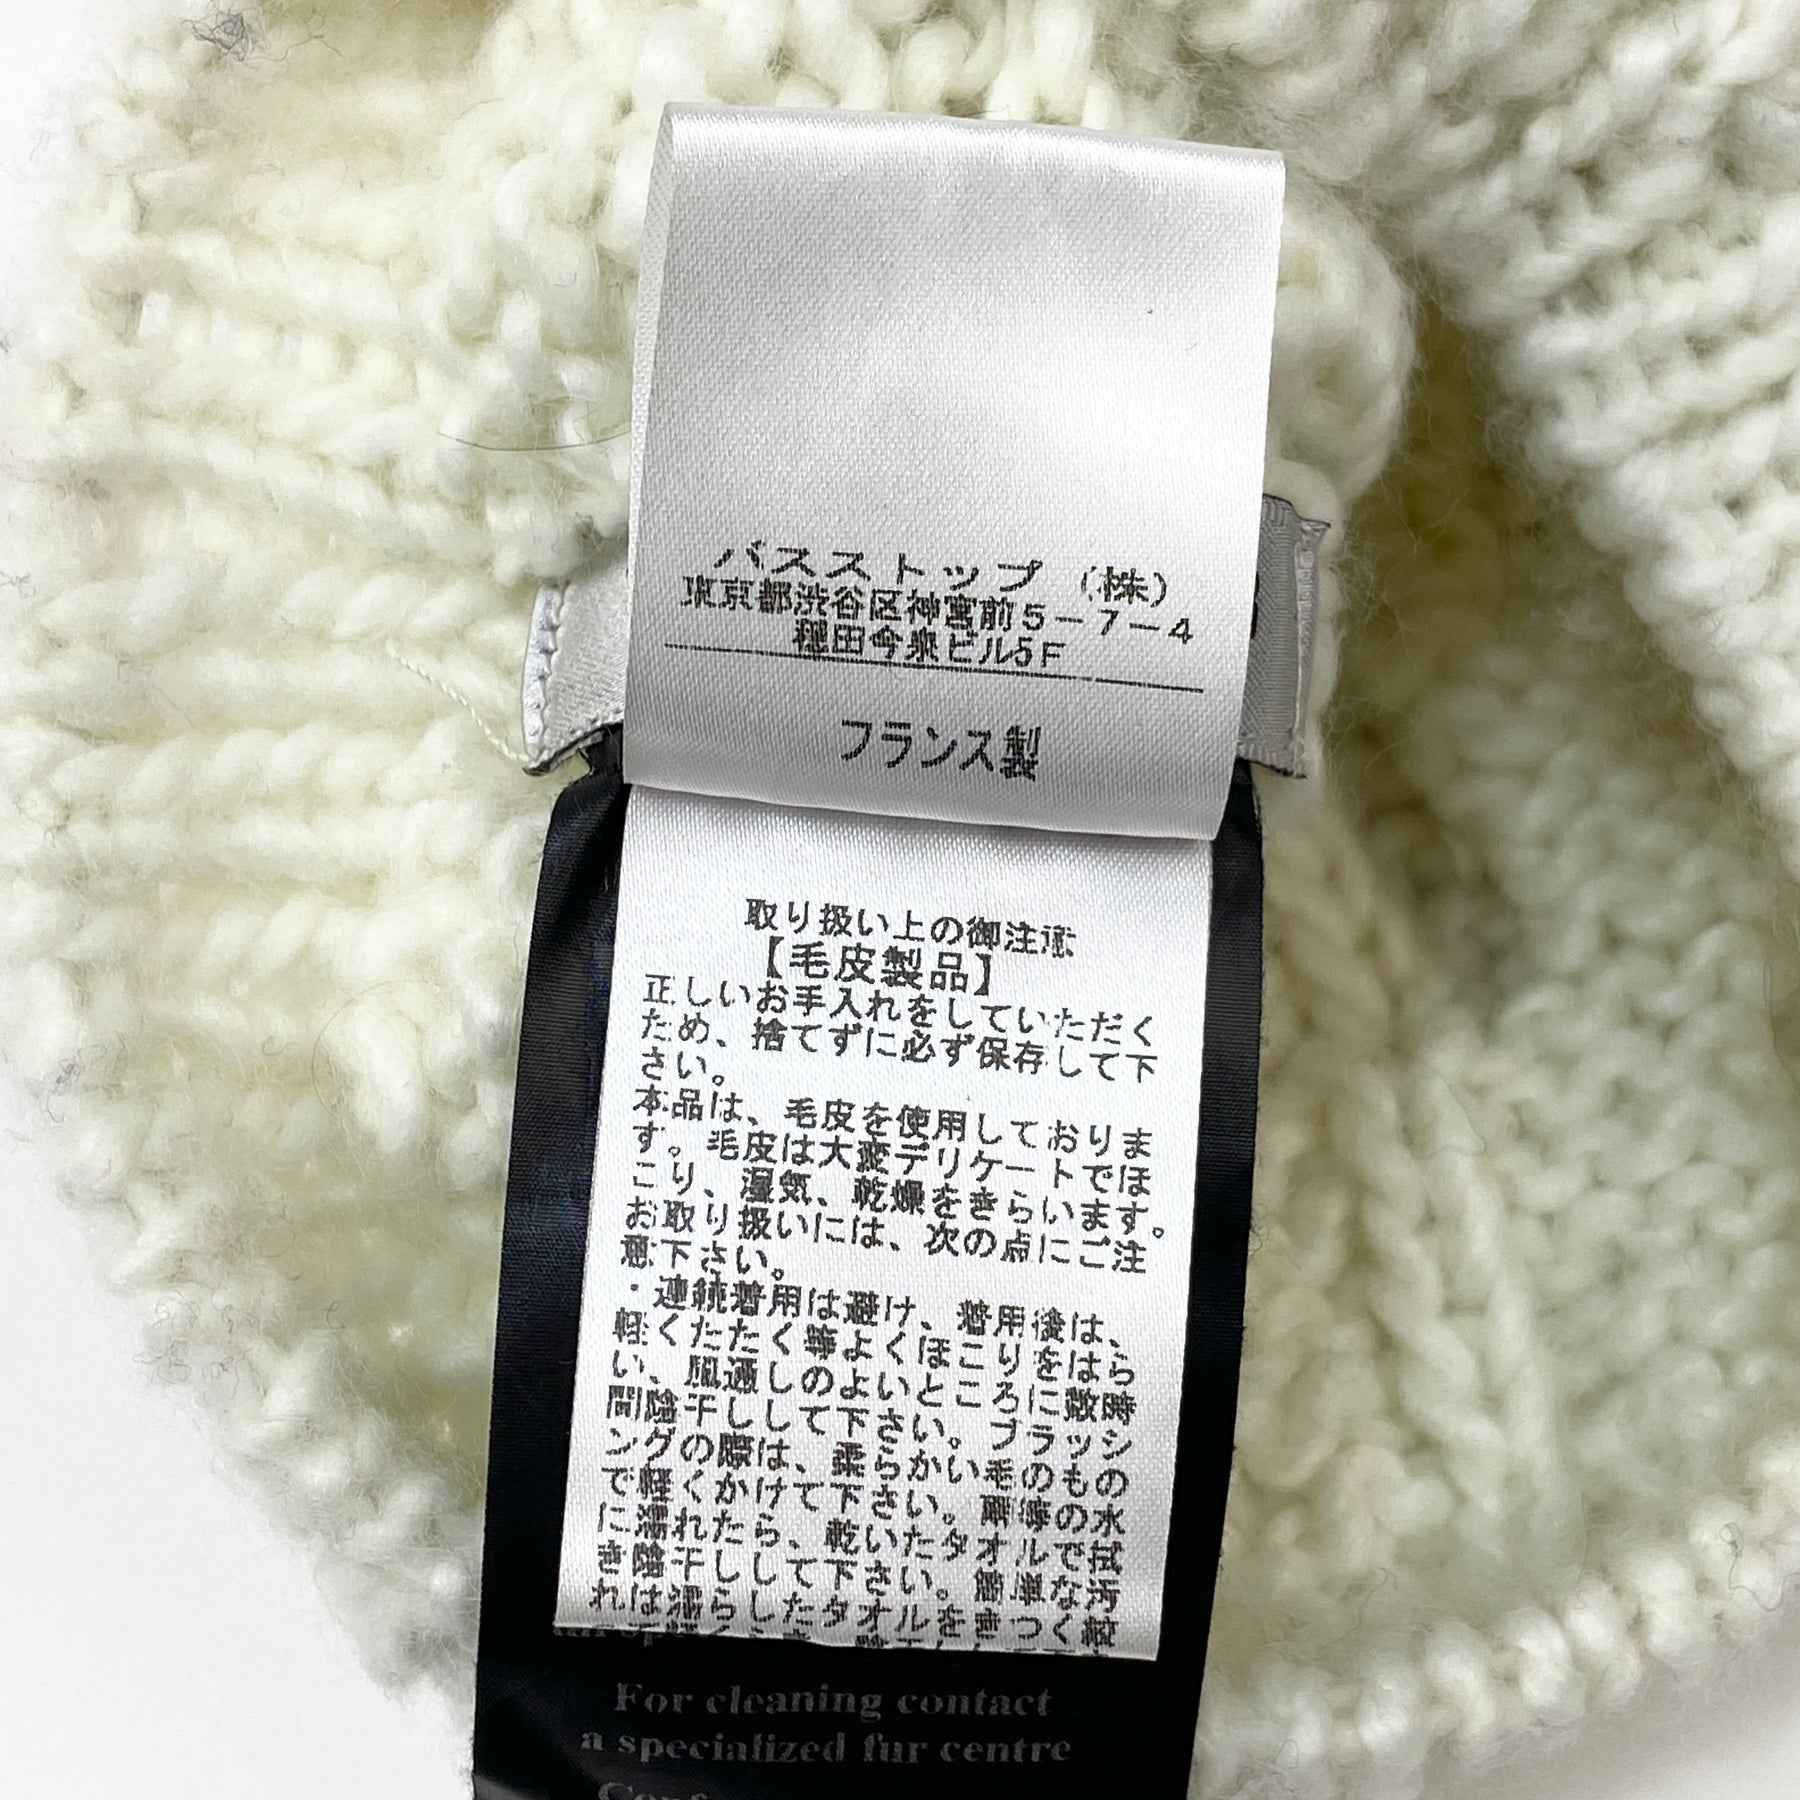 バスストップ (株)
東京都渋谷区神宮前5-7-4
穏田今泉ビル5F
フランス製
取り扱い上の御注意
【毛皮製品】
正しいお手入れをしていただく
ため、捨てずに必ず保存して下
さい。
本品は、毛皮を使用しておりま
す。毛皮は大変デリケートでほ
こり、湿気、乾燥をきらいます。
お取り扱いには、次の点にご注
意下さい。
・連続着用は避け、着用後は、
軽くたたく等よくほこりをはら
い、風通しのよいところに数時
間陰干しして下さい。ブラッシ
ングの際は、柔らかい毛のもの
で軽くかけて下さい。雨等の水
に濡れたら、乾いたタオルで拭
き陰干しして下さい。簡単な汚
れは濡らしたタオルをきつく絞
For cleaning contact
a specialized fur centre